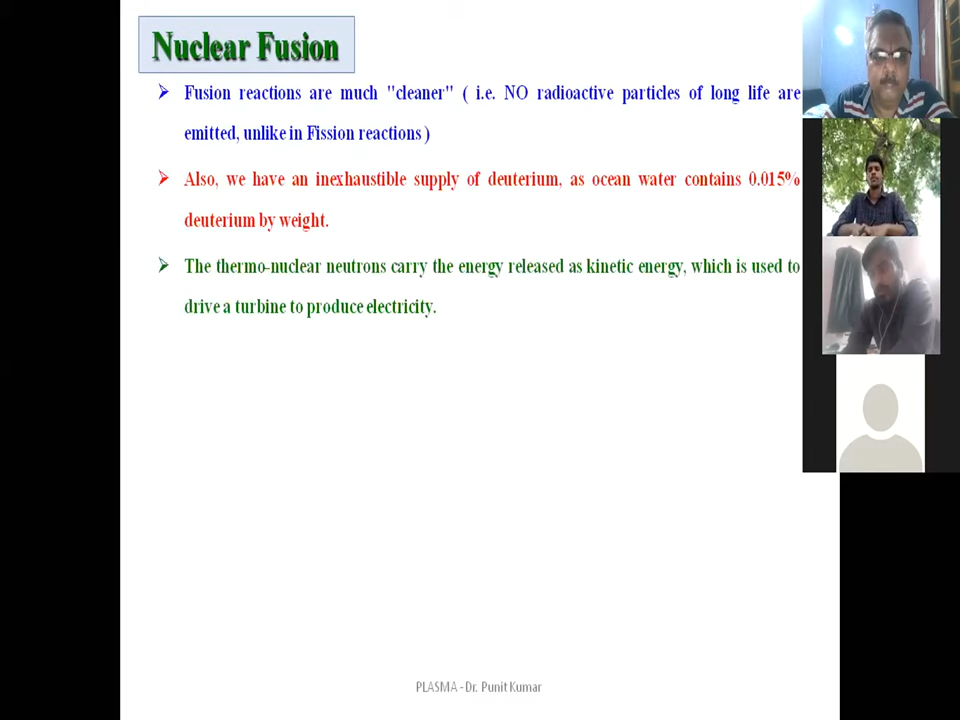 Nuclear Fusion
➢ Fusion reactions are much "cleaner" ( i.e. NO radioactive particles of long life are
emitted, unlike in Fission reactions )
➢ Also, we have an inexhaustible supply of deuterium, as ocean water contains 0.015%
deuterium by weight.
➢ The thermo-nuclear neutrons carry the energy released as kinetic energy, which is used to
drive a turbine to produce electricity.
PLASMA - Dr. Punit Kumar